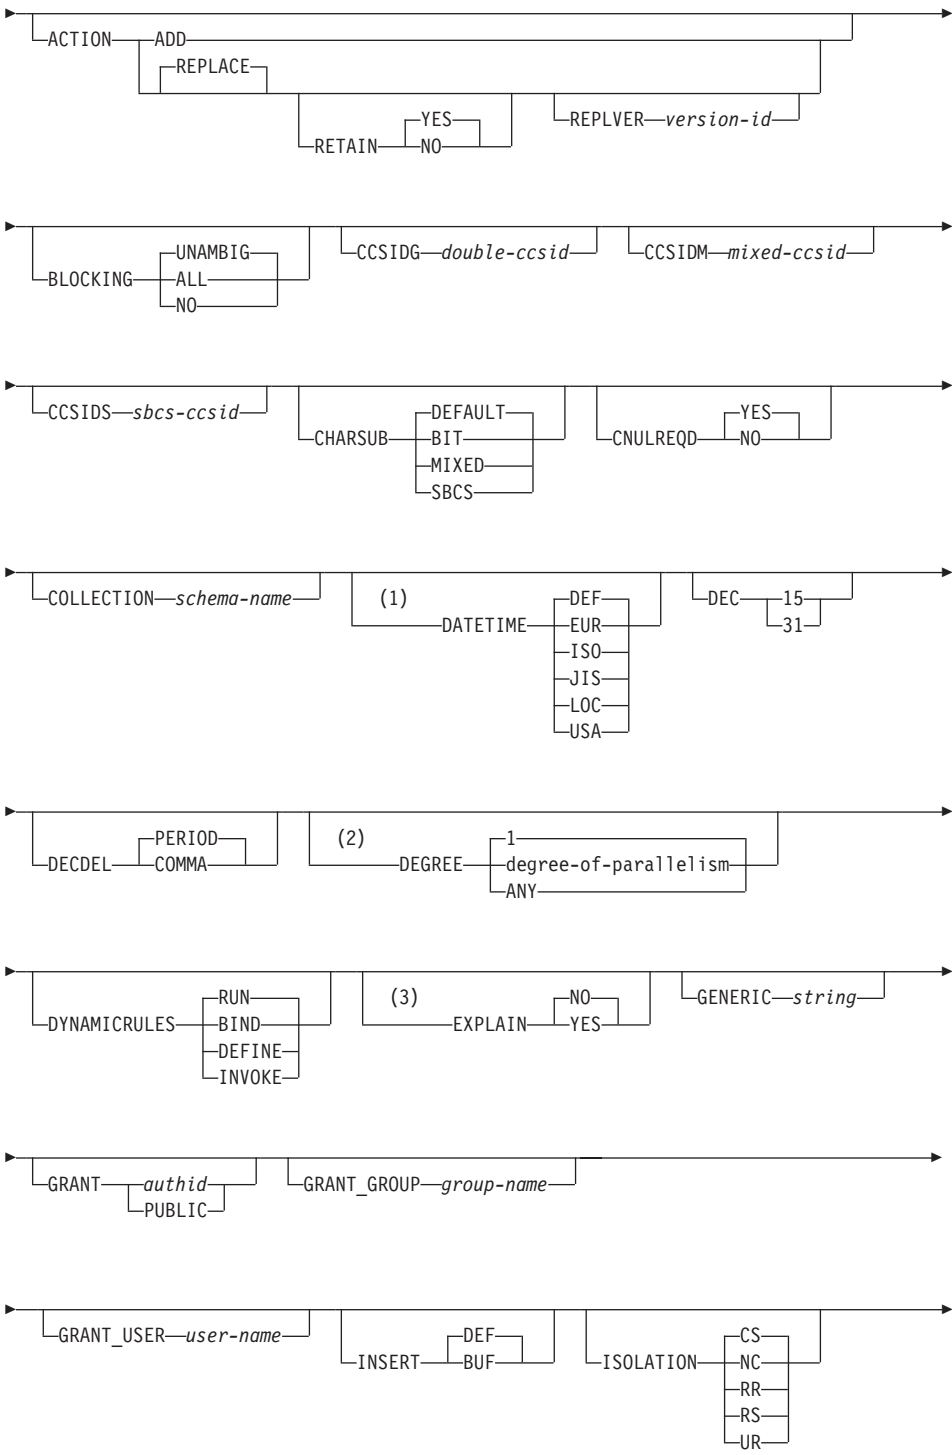 ACTION ADD
REPLACE
YES REPLVER version-id
RETAIN NO
UNAMBIG CCSIDG double-ccsid CCSIDM mixed-ccsid
BLOCKING ALL
NO
CCSIDS sbcs-ccsid DEFAULT YES
CHARSUB BIT CNULREQD NO
MIXED
SBCS
COLLECTION schema-name (1) DEF DEC 15
DATETIME EUR 31
ISO
JIS
LOC
USA
PERIOD (2) 1
DECDEL COMMA DEGREE degree-of-parallelism
ANY
RUN (3) NO GENERIC string
DYNAMICRULES BIND EXPLAIN YES
DEFINE
INVOKE
GRANT authid GRANT_GROUP group-name
PUBLIC
GRANT_USER user-name DEF CS
INSERT BUF ISOLATION NC
RR
RS
UR